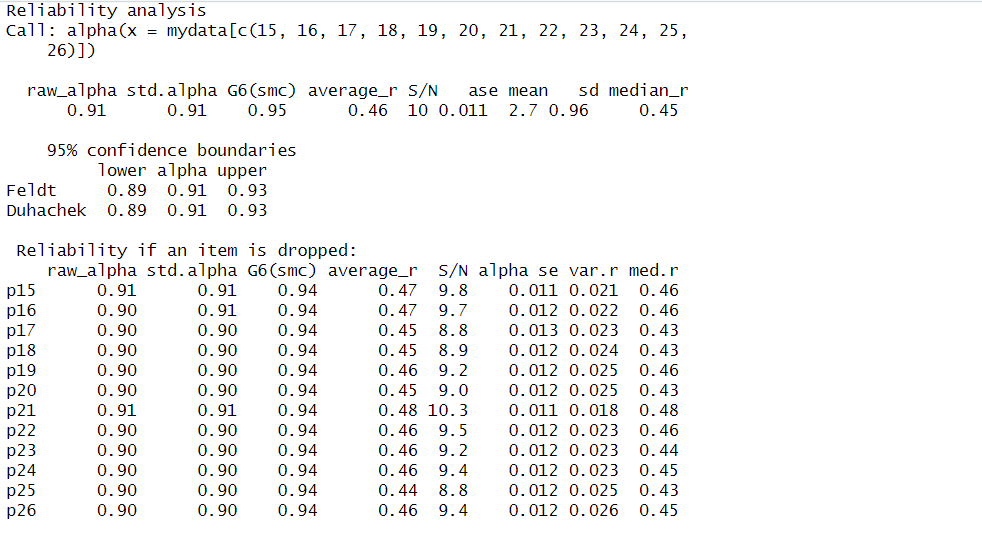 Reliability analysis
Call: alpha(x = mydata[c(15, 16, 17, 18, 19, 20, 21, 22, 23, 24, 25,
26)])
raw_alpha std.alpha G6(smc) average_r S/N ase mean sd median_r
0.91 0.91 0.95 0.46 10 0.011 2.7 0.96 0.45
95% confidence boundaries
lower alpha upper
Feldt 0.89 0.91 0.93
Duhachek 0.89 0.91 0.93
Reliability if an item is dropped:
raw_alpha std.alpha G6(smc) average_r S/N alpha se var.r med.r
p15 0.91 0.91 0.94 0.47 9.8 0.011 0.021 0.46
p16 0.90 0.91 0.94 0.47 9.7 0.012 0.022 0.46
p17 0.90 0.90 0.94 0.45 8.8 0.013 0.023 0.43
p18 0.90 0.90 0.94 0.45 8.9 0.012 0.024 0.43
p19 0.90 0.90 0.94 0.46 9.2 0.012 0.025 0.46
p20 0.90 0.90 0.94 0.45 9.0 0.012 0.025 0.43
p21 0.91 0.91 0.94 0.48 10.3 0.011 0.018 0.48
p22 0.90 0.90 0.94 0.46 9.5 0.012 0.023 0.46
p23 0.90 0.90 0.94 0.46 9.2 0.012 0.023 0.44
p24 0.90 0.90 0.94 0.46 9.4 0.012 0.023 0.45
p25 0.90 0.90 0.94 0.44 8.8 0.012 0.025 0.43
p26 0.90 0.90 0.94 0.46 9.4 0.012 0.026 0.45